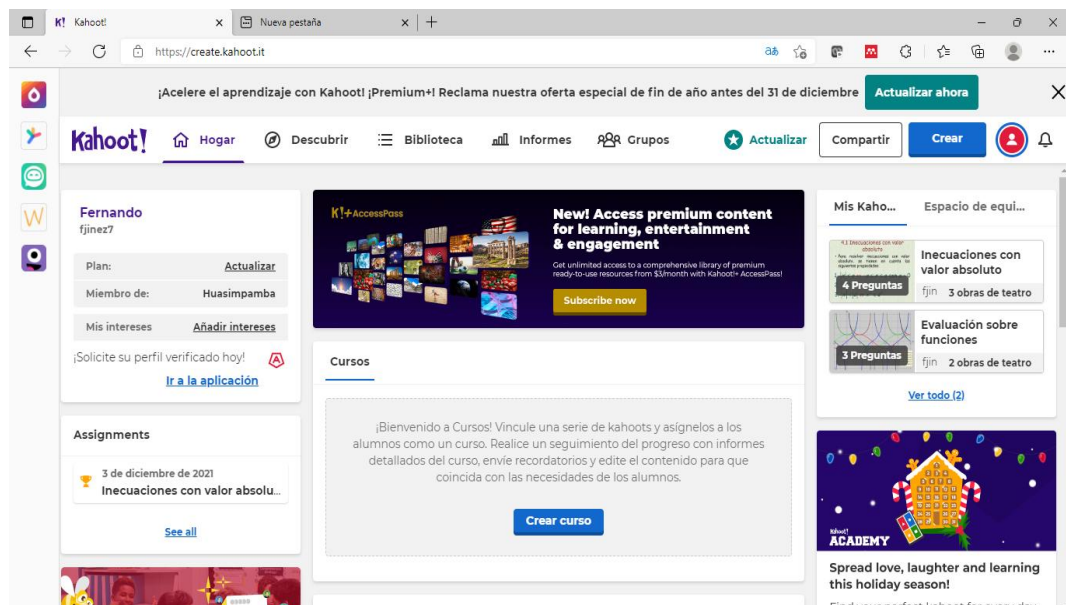 Kahoot!
Nueva pestaña
https://create.kahoot.it
¡Acelere el aprendizaje con Kahoot! ¡Premium+! Reclama nuestra oferta especial de fin de año antes del 31 de diciembre
Actualizar ahora
Kahoot!
Hogar
Descubrir
Biblioteca
Informes
Grupos
Actualizar
Compartir
Crear
Fernando
fjinez7
Plan: Actualizar
Miembro de: Huasimpamba
Mis intereses Añadir intereses
¡Solicite su perfil verificado hoy!
Ir a la aplicación
Assignments
3 de diciembre de 2021
Inecuaciones con valor absolu...
See all
K!+AccessPass
New! Access premium content
for learning, entertainment
& engagement
Get unlimited access to a comprehensive library of premium
ready-to-use resources from $3/month with Kahoot!+ AccessPass!
Subscribe now
Cursos
¡Bienvenido a Cursos! Vincule una serie de kahoots y asígnelos a los
alumnos como un curso. Realice un seguimiento del progreso con informes
detallados del curso, envíe recordatorios y edite el contenido para que
coincida con las necesidades de los alumnos.
Crear curso
Mis Kaho...
Espacio de equi...
4 Preguntas
Inecuaciones con
valor absoluto
fjin 3 obras de teatro
3 Preguntas
Evaluación sobre
funciones
fjin 2 obras de teatro
Ver todo (2)
Kahoot!
ACADEMY
Spread love, laughter and learning
this holiday season!